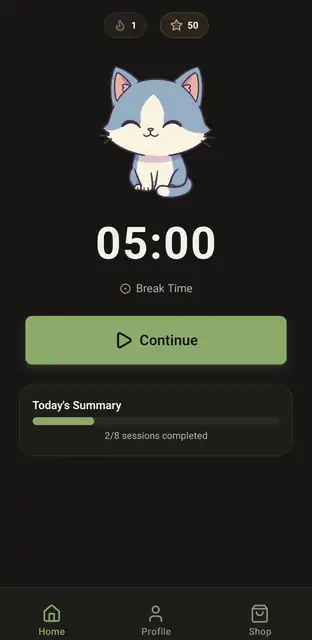 1
50
05:00
Break Time
Continue
Today's Summary
2/8 sessions completed
Home
Profile
Shop